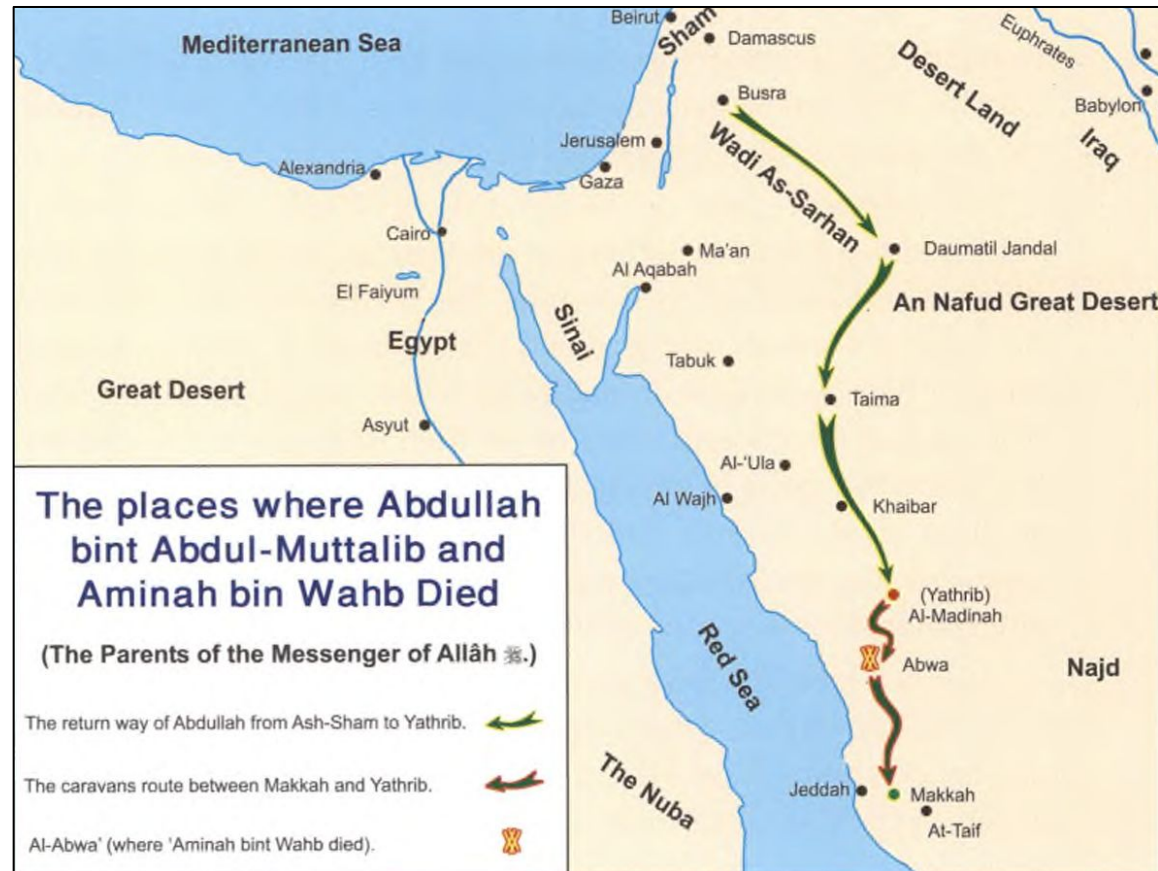 Beirut
Sham
Mediterranean Sea
Damascus
Desert Land
Euphrates
Busra
Babylon
Iraq
Jerusalem
Wadi As-Sarhan
Alexandria
Gaza
Cairo
Ma'an
Daumatil Jandal
Al Aqabah
El Faiyum
An Nafud Great Desert
Sinai
Egypt
Tabuk
Great Desert
Taima
Asyut
Al-'Ula
Al Wajh
Khaibar
(Yathrib)
Al-Madinah
Red Sea
Abwa
Najd
The Nuba
Jeddah
Makkah
At-Taif
The places where Abdullah
bint Abdul-Muttalib and
Aminah bin Wahb Died
(The Parents of the Messenger of Allâh ﷺ.)
The return way of Abdullah from Ash-Sham to Yathrib.
The caravans route between Makkah and Yathrib.
Al-Abwa' (where 'Aminah bint Wahb died).